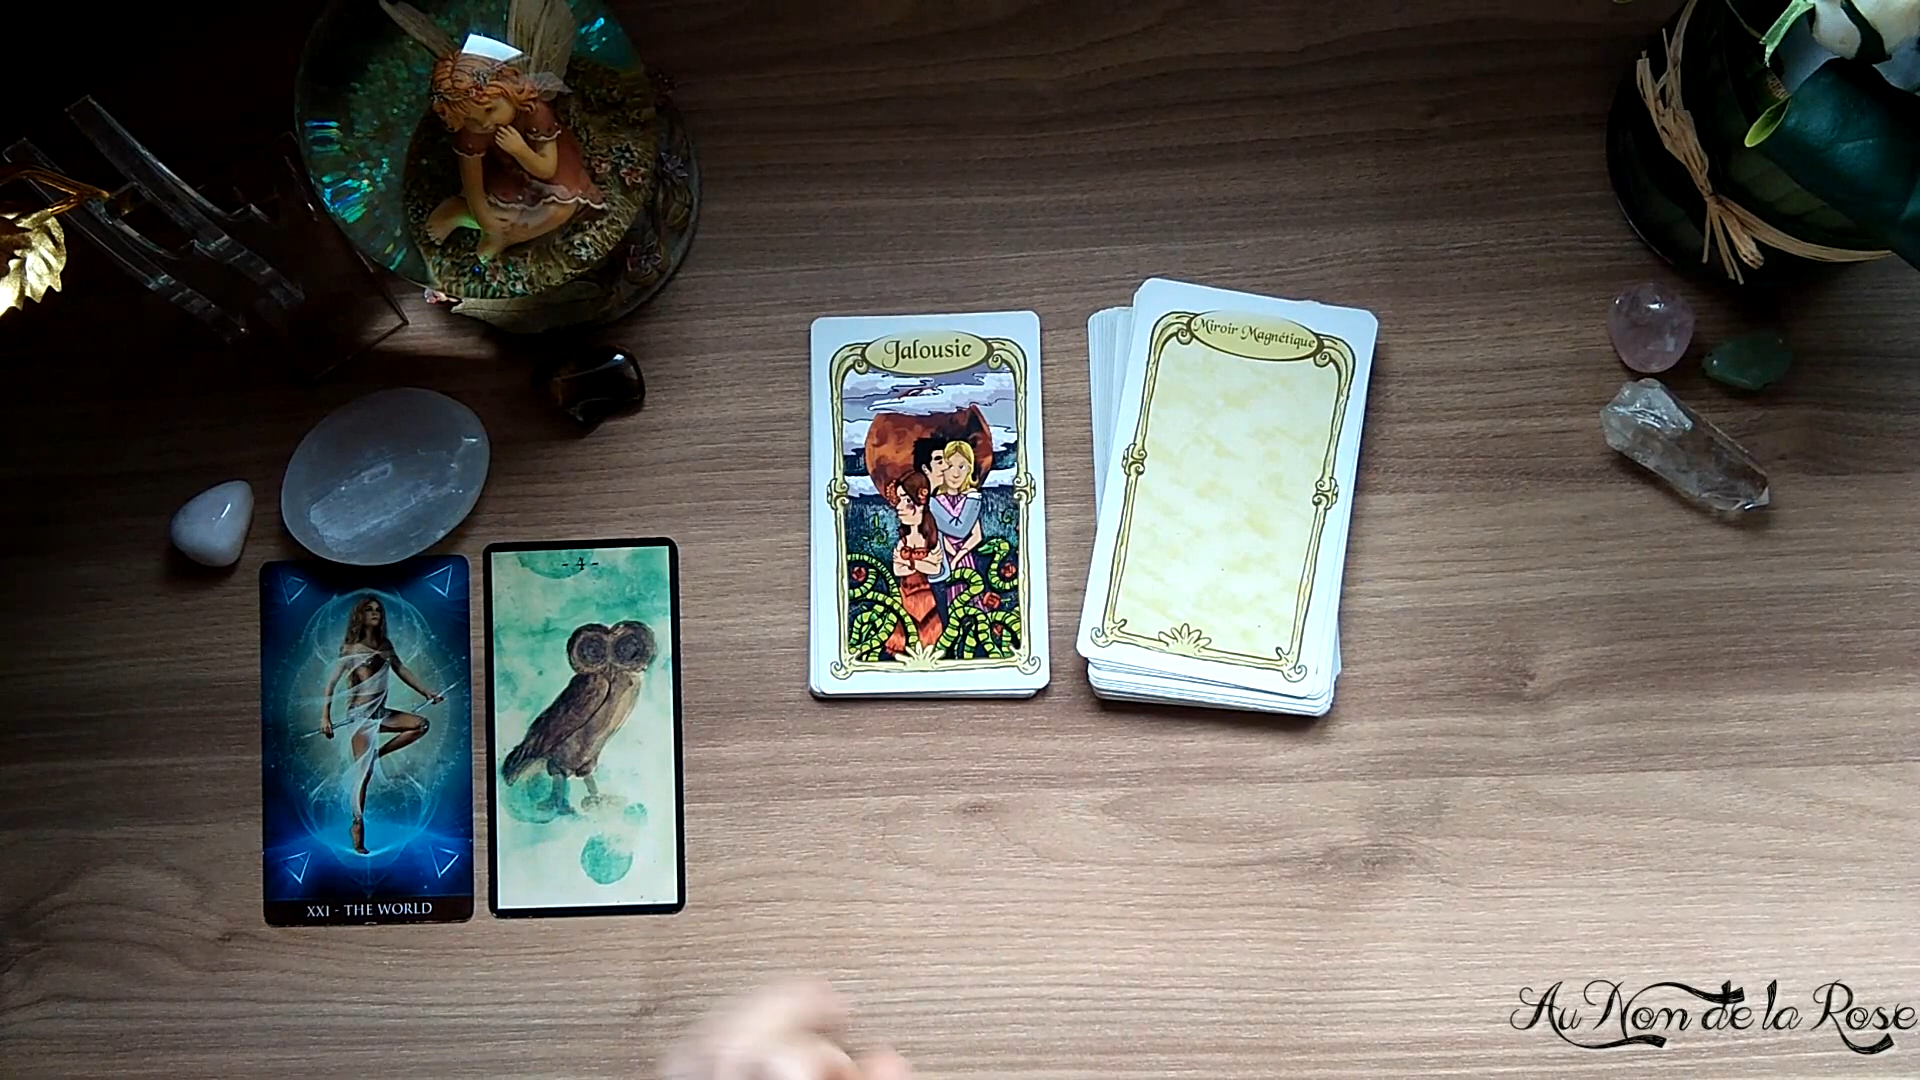 Jalousie
Miroir Magnétique
- 4 -
XXI - THE WORLD
Au Nom de la Rose